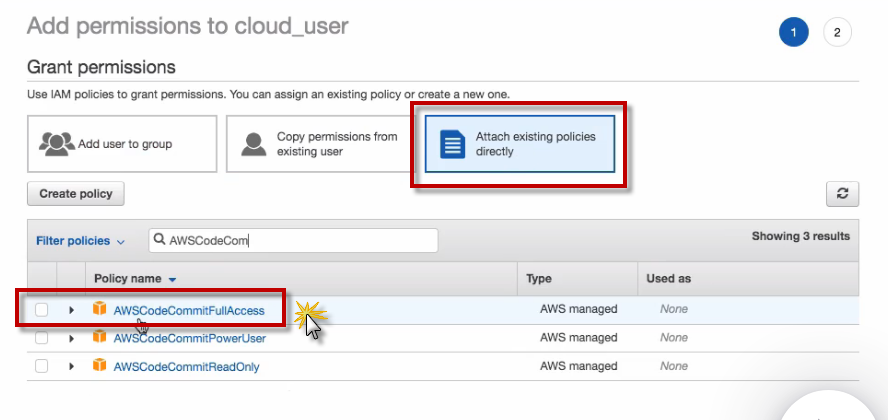 Add permissions to cloud_user
1
2
Grant permissions
Use IAM policies to grant permissions. You can assign an existing policy or create a new one.
Add user to group
Copy permissions from
existing user
Attach existing policies
directly
Create policy
Filter policies
AWSCodeCom
Showing 3 results
Policy name
Type
Used as
AWSCodeCommitFullAccess
AWS managed
None
AWSCodeCommitPowerUser
AWS managed
None
AWSCodeCommitReadOnly
AWS managed
None